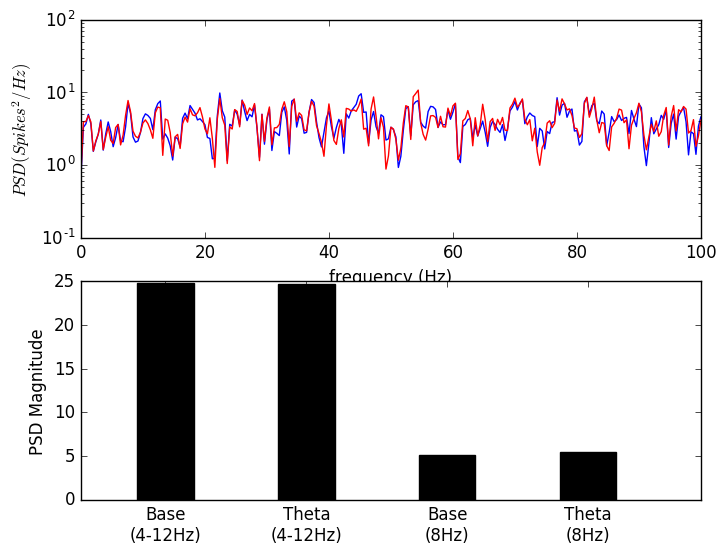 10^2
10^1
10^0
10^-1
PSD(Spikes^2/Hz)
0 20 40 60 80 100
frequency (Hz)
25
20
15
10
5
0
PSD Magnitude
Base Theta Base Theta
(4-12Hz) (4-12Hz) (8Hz) (8Hz)